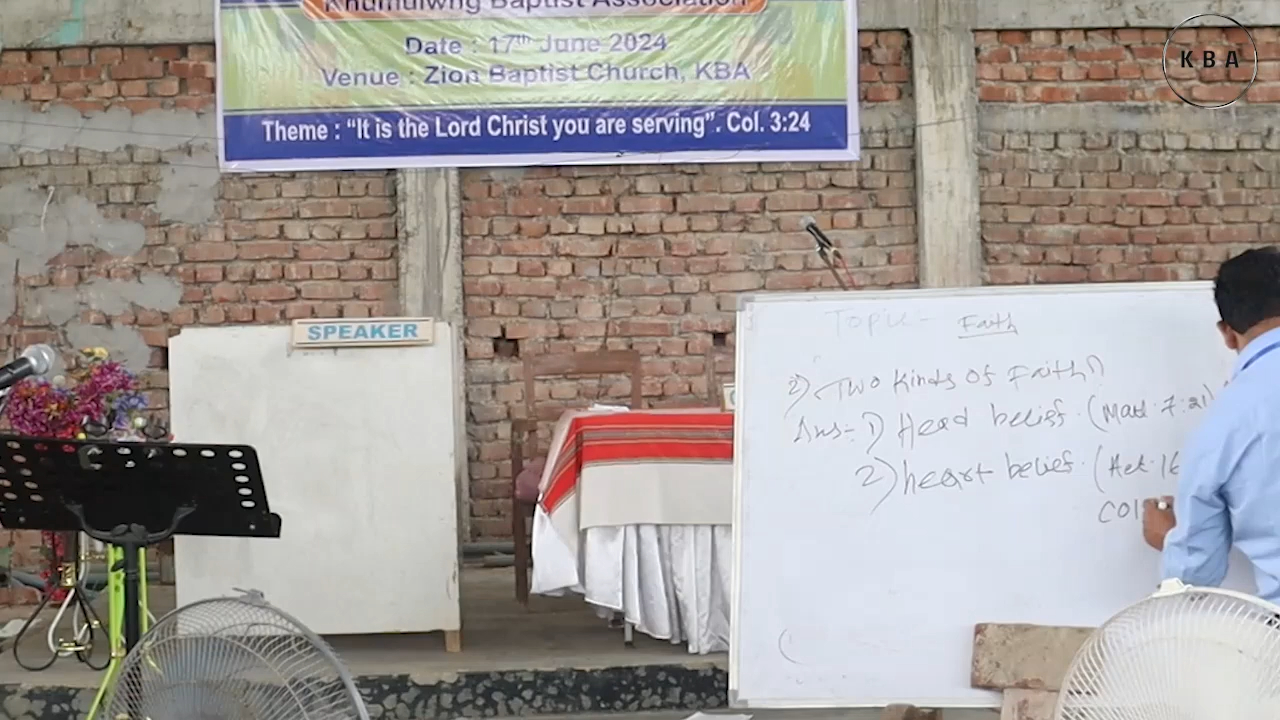 Khumulwng Baptist Association
KBA
Date : 17th June 2024
Venue : Zion Baptist Church, KBA
Theme : “It is the Lord Christ you are serving”. Col. 3:24
SPEAKER
Topic - Faith
2) Two Kinds of Faith?
Ans- 1) Head belief. (Matt. 7:21)
2) heart belief. (Act. 16
COl